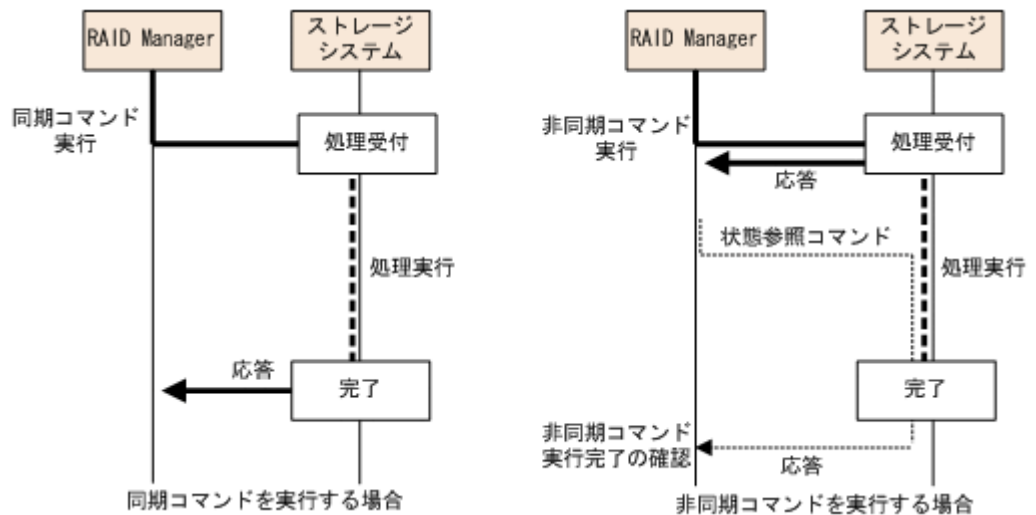 RAID Manager
ストレージ
システム
同期コマンド
実行
処理受付
処理実行
応答
完了
同期コマンドを実行する場合
RAID Manager
ストレージ
システム
非同期コマンド
実行
処理受付
応答
状態参照コマンド
処理実行
完了
非同期コマンド
実行完了の確認
応答
非同期コマンドを実行する場合